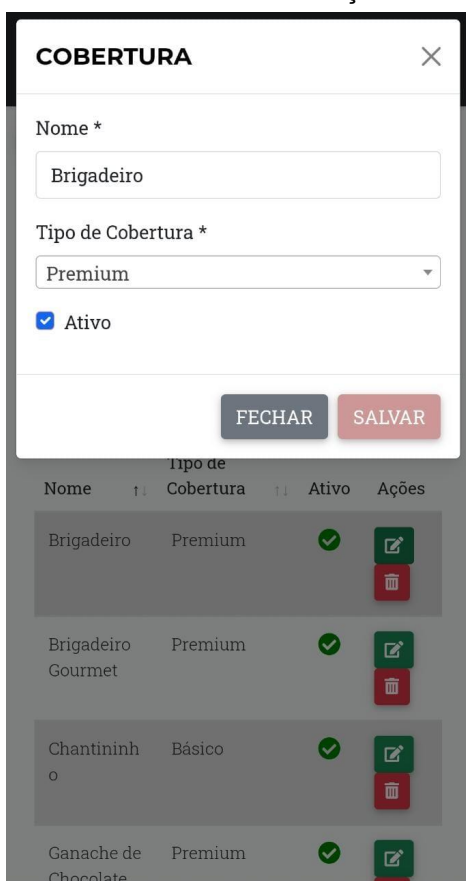 COBERTURA
Nome *
Brigadeiro
Tipo de Cobertura *
Premium
Ativo
FECHAR SALVAR
Tipo de
Nome Cobertura Ativo Ações
Brigadeiro Premium
Brigadeiro Premium
Gourmet
Chantininh Básico
o
Ganache de Premium
Chocolate